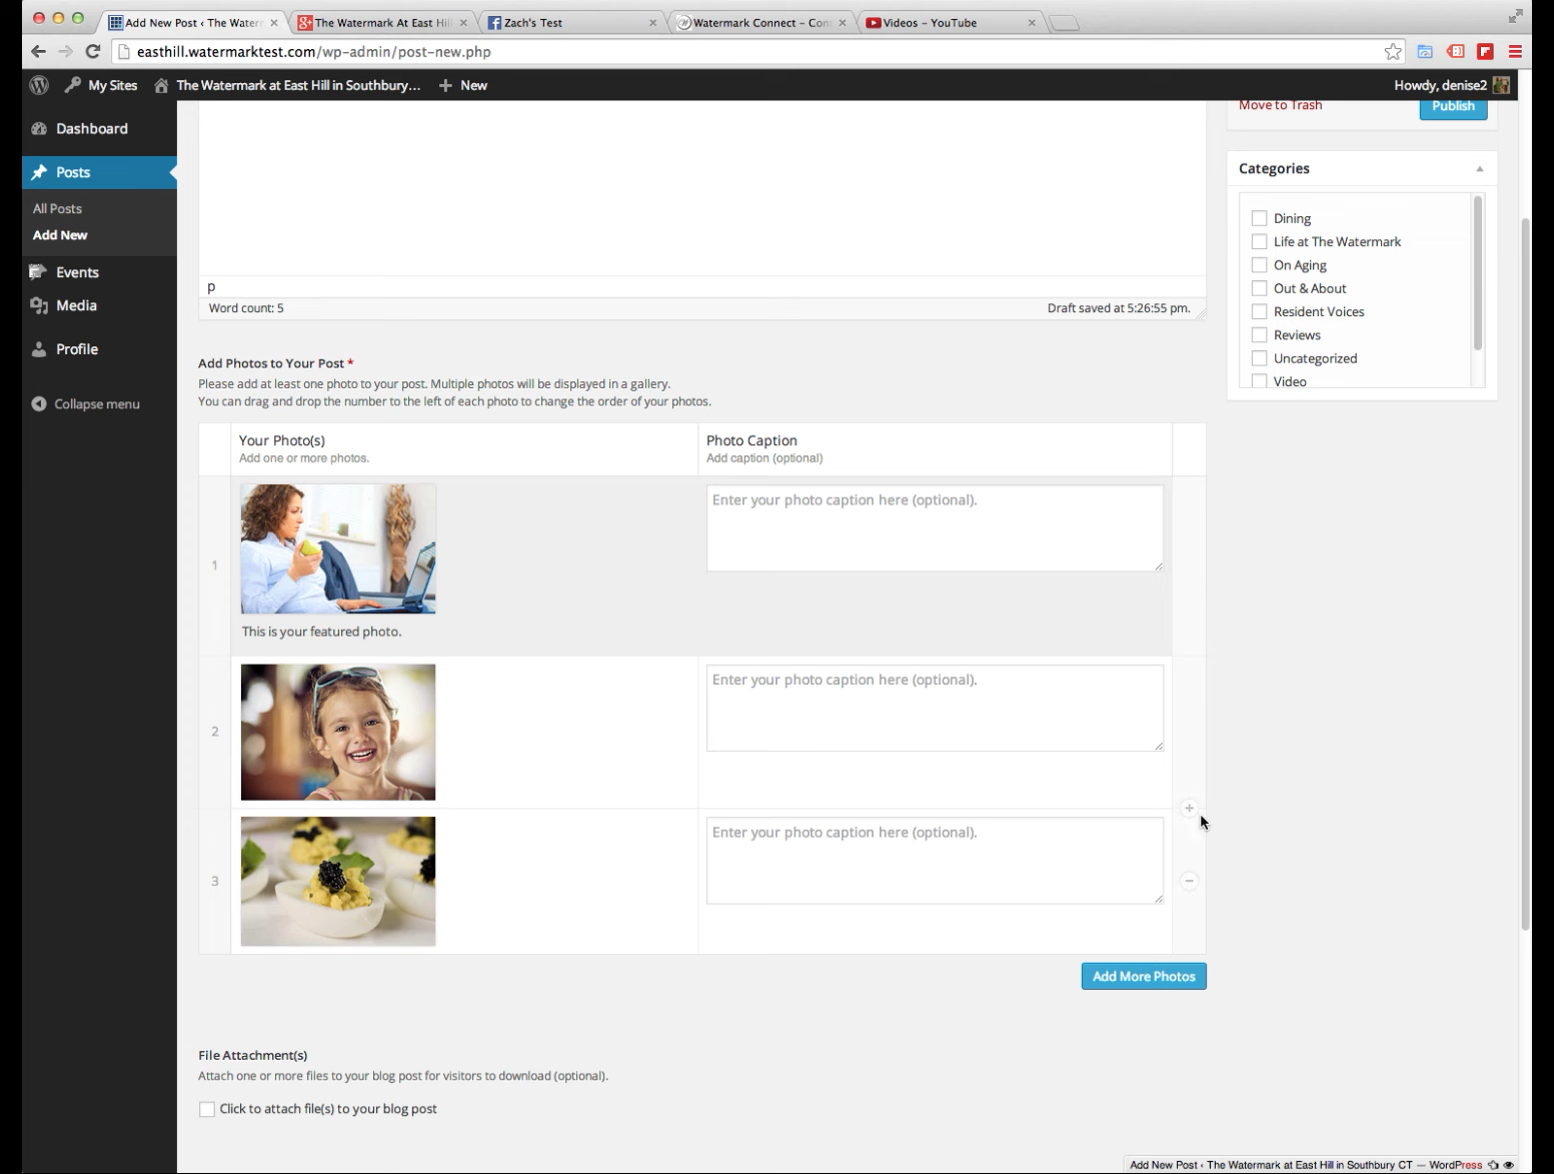 Add New Post ‹ The Water
The Watermark At East Hil
Zach's Test
Watermark Connect – Con
Videos – YouTube
easthill.watermarktest.com/wp-admin/post-new.php
My Sites
The Watermark at East Hill in Southbury...
New
Howdy, denise2
Dashboard
Posts
All Posts
Add New
Events
Media
Profile
Collapse menu
Move to Trash
Publish
Categories
Dining
Life at The Watermark
On Aging
Out & About
Resident Voices
Reviews
Uncategorized
Video
p
Word count: 5
Draft saved at 5:26:55 pm.
Add Photos to Your Post *
Please add at least one photo to your post. Multiple photos will be displayed in a gallery.
You can drag and drop the number to the left of each photo to change the order of your photos.
Your Photo(s)
Add one or more photos.
Photo Caption
Add caption (optional)
1
Enter your photo caption here (optional).
This is your featured photo.
2
Enter your photo caption here (optional).
3
Enter your photo caption here (optional).
Add More Photos
File Attachment(s)
Attach one or more files to your blog post for visitors to download (optional).
Click to attach file(s) to your blog post
Add New Post ‹ The Watermark at East Hill in Southbury CT — WordPress